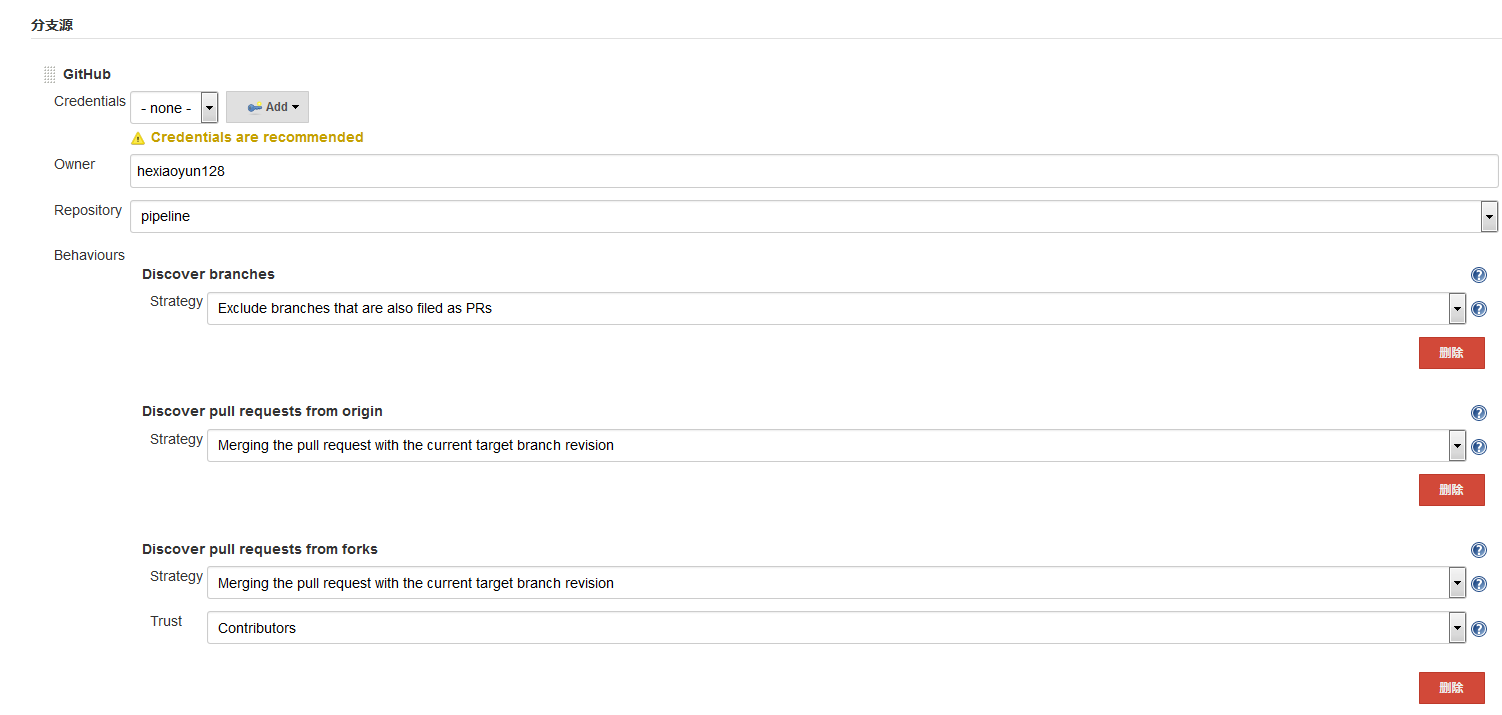 分支源
GitHub
Credentials - none - Add
Credentials are recommended
Owner hexiaoyun128
Repository pipeline
Behaviours
Discover branches
Strategy Exclude branches that are also filed as PRs
删除
Discover pull requests from origin
Strategy Merging the pull request with the current target branch revision
删除
Discover pull requests from forks
Strategy Merging the pull request with the current target branch revision
Trust Contributors
删除